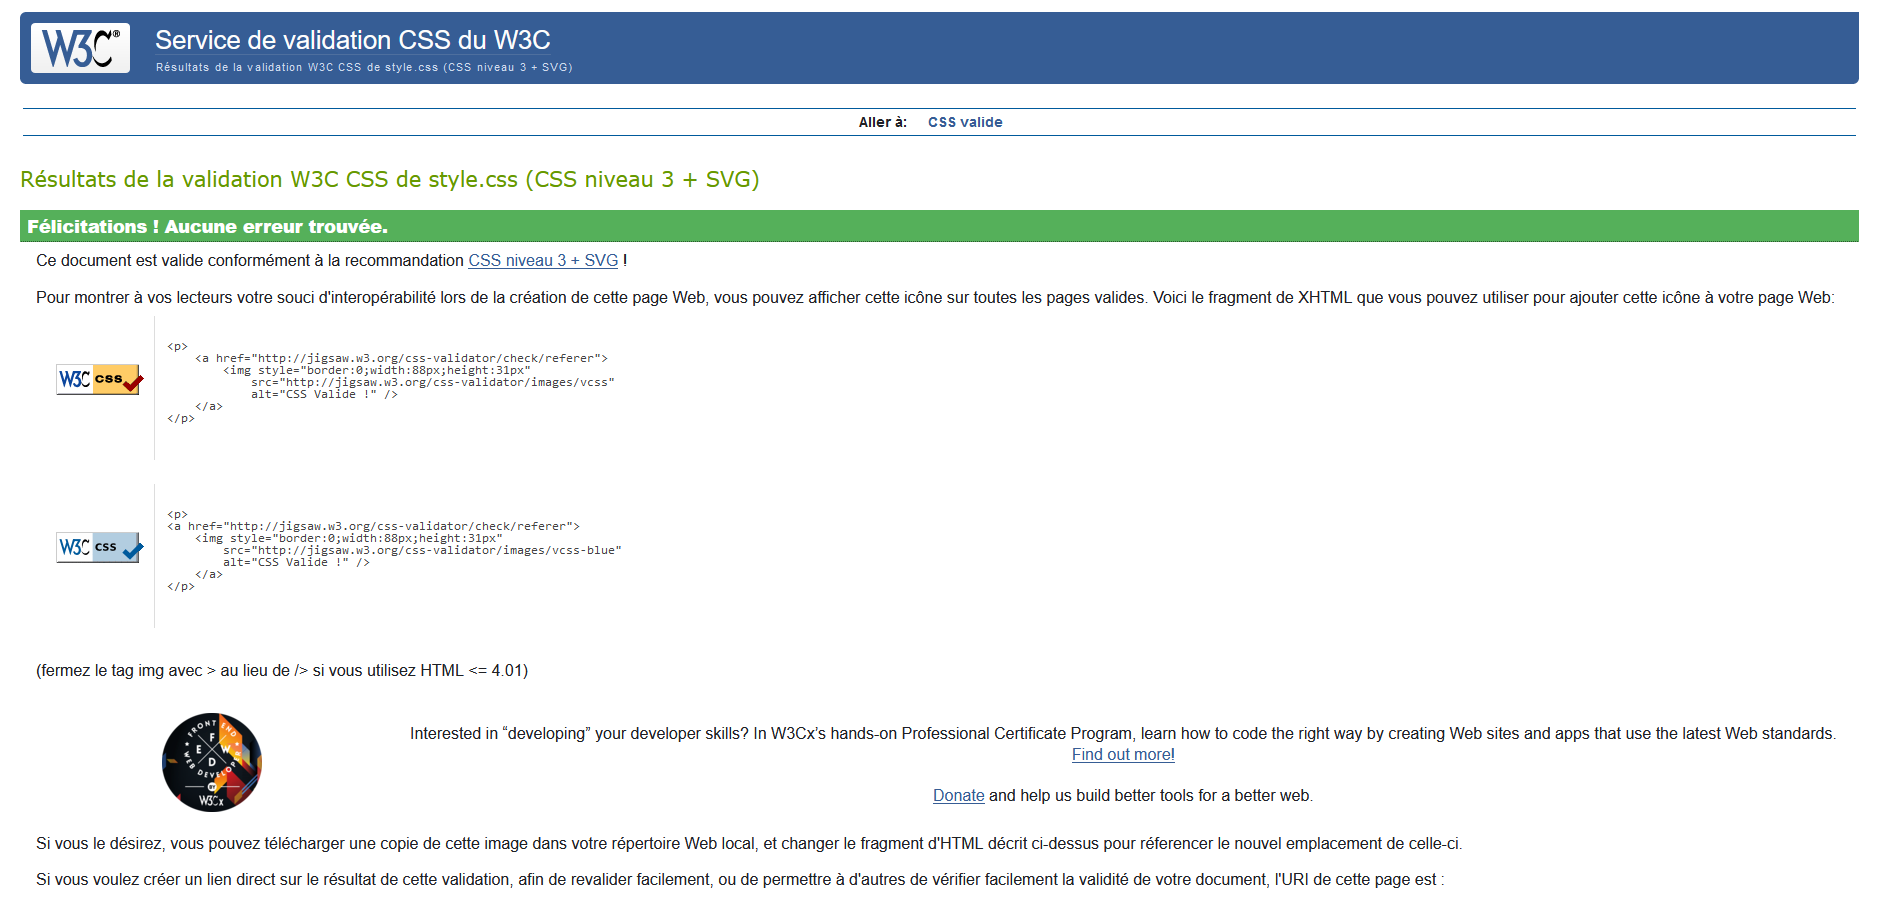 W3C®
Service de validation CSS du W3C
Résultats de la validation W3C CSS de style.css (CSS niveau 3 + SVG)
Aller à: CSS valide
Résultats de la validation W3C CSS de style.css (CSS niveau 3 + SVG)
Félicitations ! Aucune erreur trouvée.
Ce document est valide conformément à la recommandation CSS niveau 3 + SVG !
Pour montrer à vos lecteurs votre souci d'interopérabilité lors de la création de cette page Web, vous pouvez afficher cette icône sur toutes les pages valides. Voici le fragment de XHTML que vous pouvez utiliser pour ajouter cette icône à votre page Web:
W3C css
<p>
<a href="http://jigsaw.w3.org/css-validator/check/referer">
<img style="border:0;width:88px;height:31px"
src="http://jigsaw.w3.org/css-validator/images/vcss"
alt="CSS Valide !" />
</a>
</p>
W3C css
<p>
<a href="http://jigsaw.w3.org/css-validator/check/referer">
<img style="border:0;width:88px;height:31px"
src="http://jigsaw.w3.org/css-validator/images/vcss-blue"
alt="CSS Valide !" />
</a>
</p>
(fermez le tag img avec > au lieu de /> si vous utilisez HTML <= 4.01)
FRONT END
F
E W
D
WEB DEVELOP
BY
W3Cx
Interested in “developing” your developer skills? In W3Cx’s hands-on Professional Certificate Program, learn how to code the right way by creating Web sites and apps that use the latest Web standards.
Find out more!
Donate and help us build better tools for a better web.
Si vous le désirez, vous pouvez télécharger une copie de cette image dans votre répertoire Web local, et changer le fragment d'HTML décrit ci-dessus pour réferencer le nouvel emplacement de celle-ci.
Si vous voulez créer un lien direct sur le résultat de cette validation, afin de revalider facilement, ou de permettre à d'autres de vérifier facilement la validité de votre document, l'URI de cette page est :